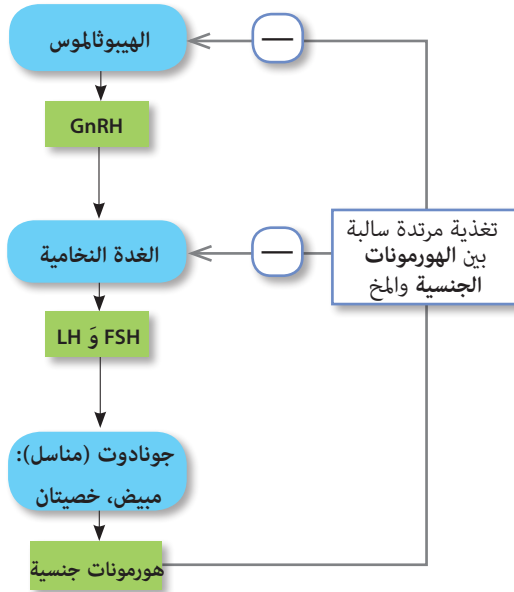 الهيبوثالموس
—
GnRH
الغدة النخامية
—
تغذية مرتدة سالبة
بين الهورمونات
الجنسية والمخ
FSH وَ LH
جونادوت (مناسل):
مبيض، خصيتان
هورمونات جنسية